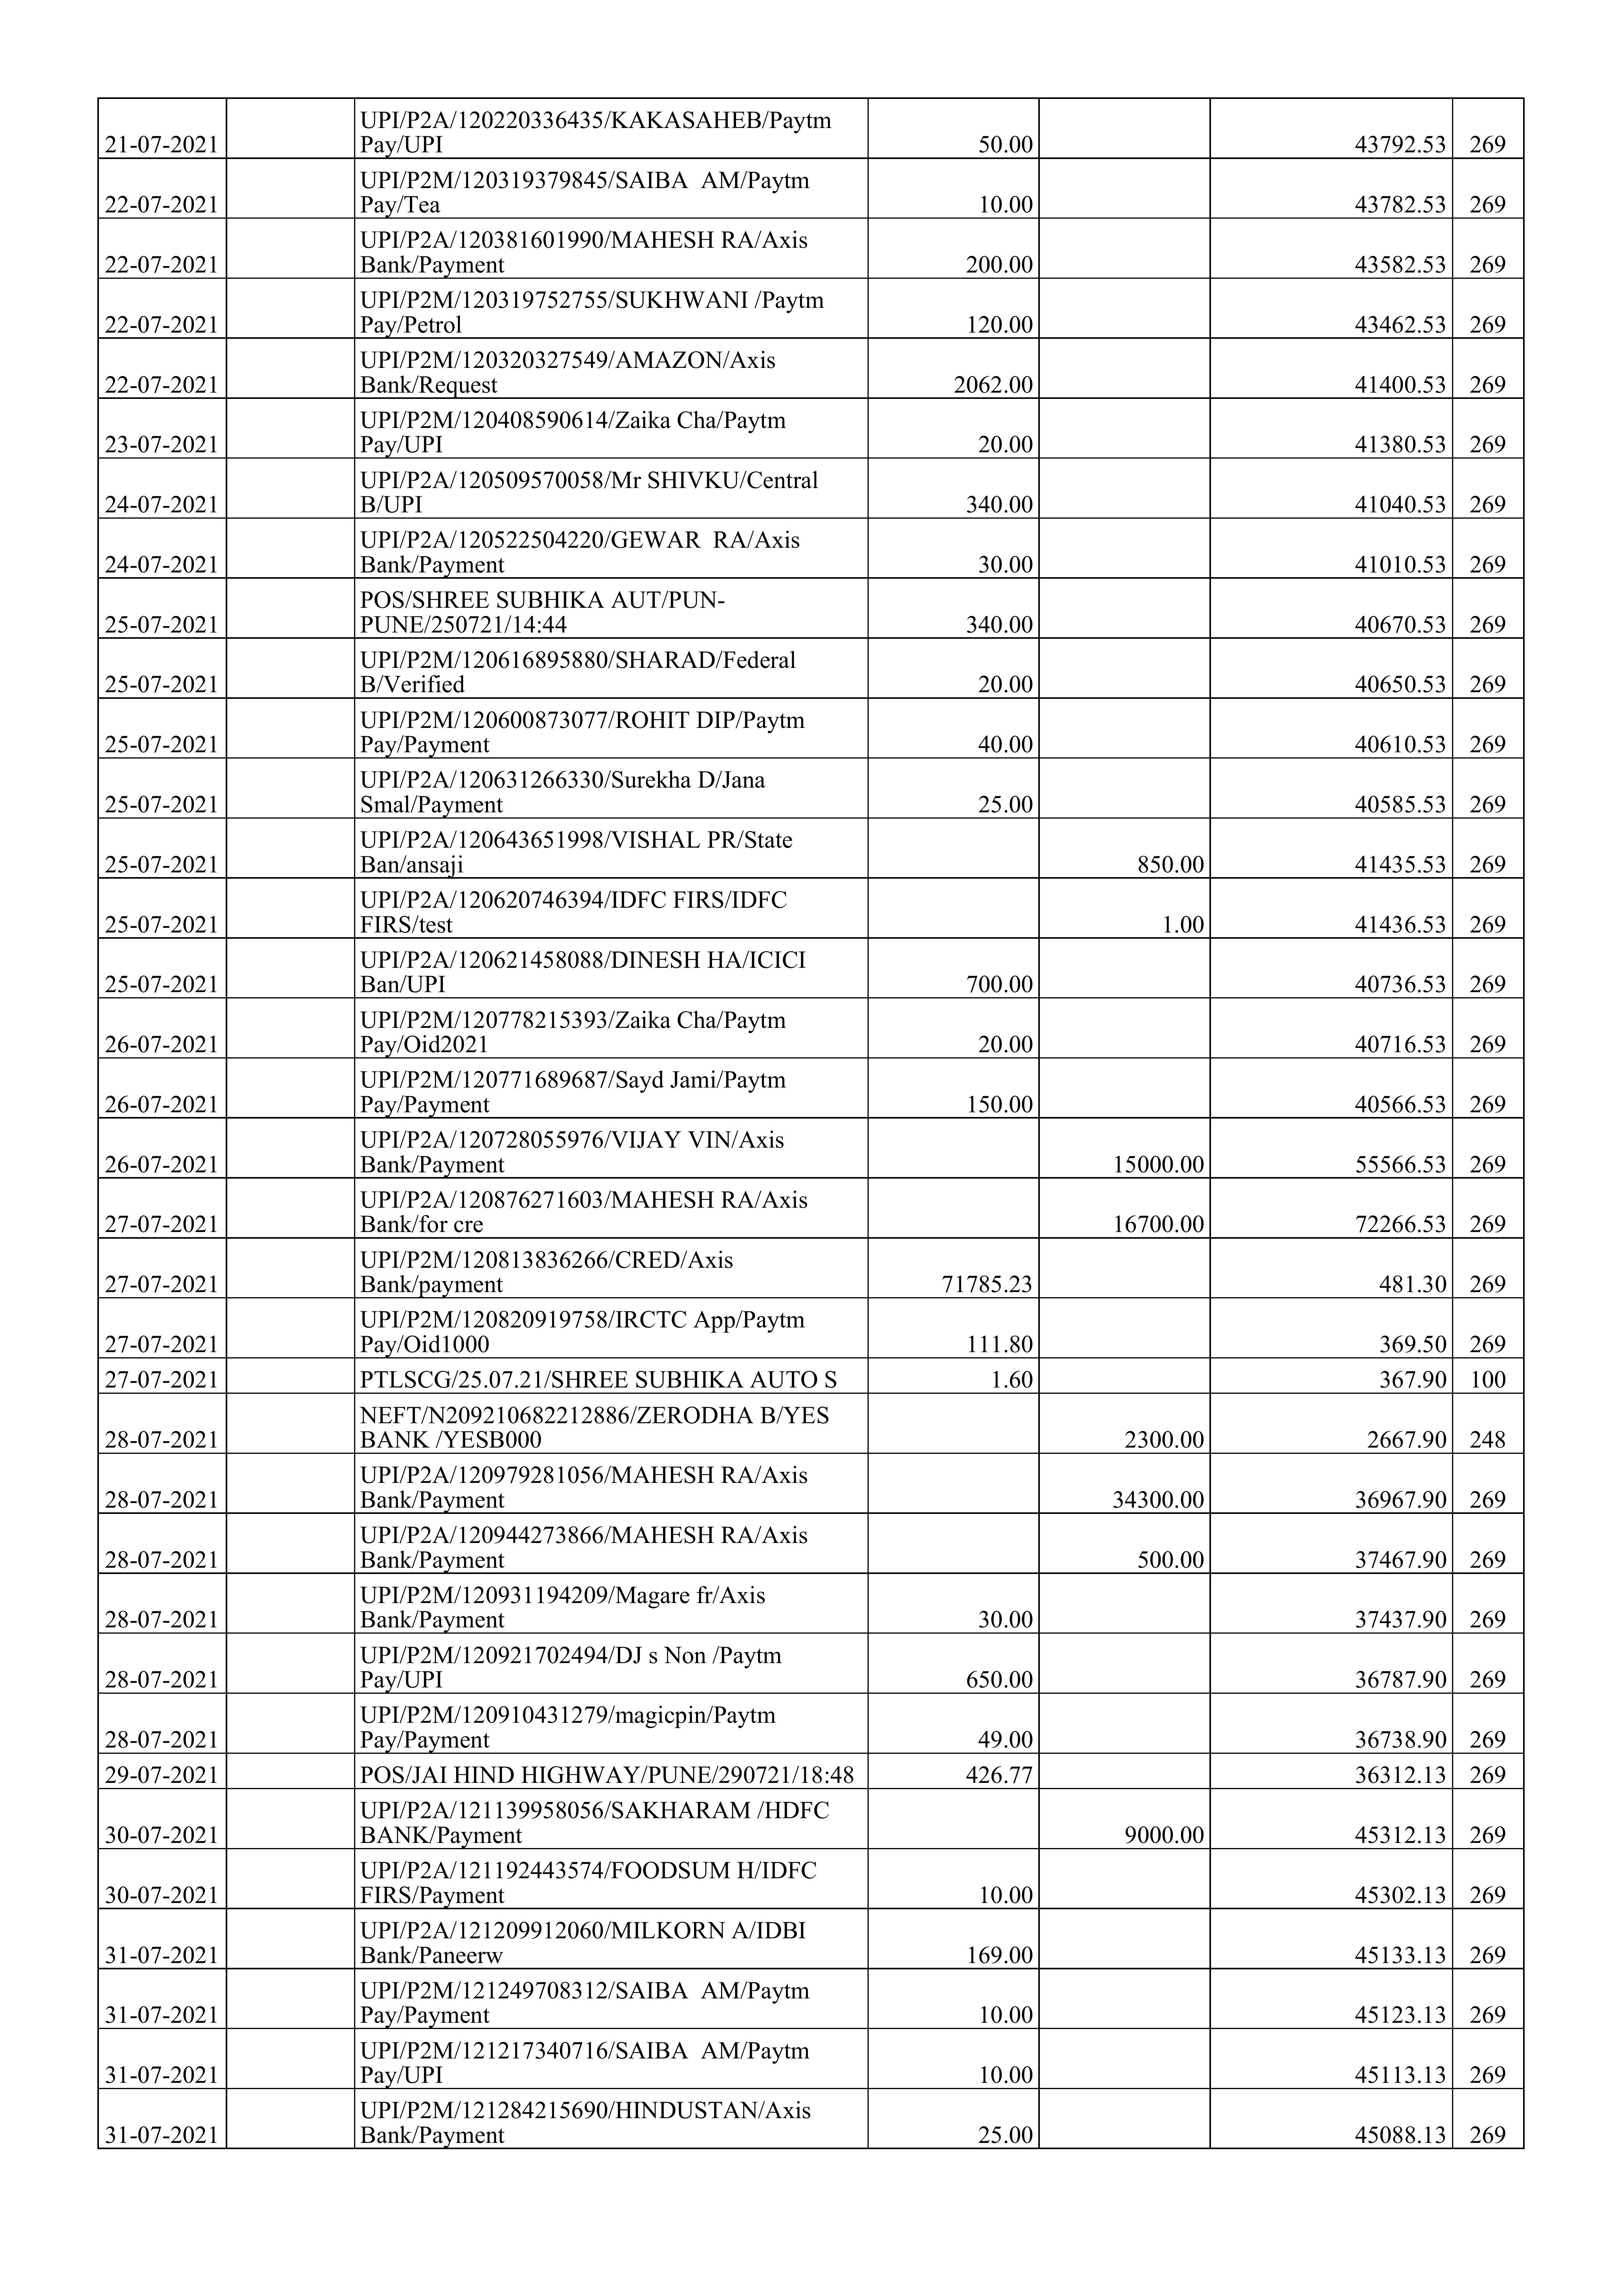 UPI/P2A/120220336435/KAKASAHEB/Paytm
21-07-2021 Pay/UPI 50.00 43792.53 269
UPI/P2M/120319379845/SAIBA  AM/Paytm
22-07-2021 Pay/Tea 10.00 43782.53 269
UPI/P2A/120381601990/MAHESH RA/Axis
22-07-2021 Bank/Payment 200.00 43582.53 269
UPI/P2M/120319752755/SUKHWANI /Paytm
22-07-2021 Pay/Petrol 120.00 43462.53 269
UPI/P2M/120320327549/AMAZON/Axis
22-07-2021 Bank/Request 2062.00 41400.53 269
UPI/P2M/120408590614/Zaika Cha/Paytm
23-07-2021 Pay/UPI 20.00 41380.53 269
UPI/P2A/120509570058/Mr SHIVKU/Central
24-07-2021 B/UPI 340.00 41040.53 269
UPI/P2A/120522504220/GEWAR  RA/Axis
24-07-2021 Bank/Payment 30.00 41010.53 269
POS/SHREE SUBHIKA AUT/PUN-
25-07-2021 PUNE/250721/14:44 340.00 40670.53 269
UPI/P2M/120616895880/SHARAD/Federal
25-07-2021 B/Verified 20.00 40650.53 269
UPI/P2M/120600873077/ROHIT DIP/Paytm
25-07-2021 Pay/Payment 40.00 40610.53 269
UPI/P2A/120631266330/Surekha D/Jana
25-07-2021 Smal/Payment 25.00 40585.53 269
UPI/P2A/120643651998/VISHAL PR/State
25-07-2021 Ban/ansaji 850.00 41435.53 269
UPI/P2A/120620746394/IDFC FIRS/IDFC
25-07-2021 FIRS/test 1.00 41436.53 269
UPI/P2A/120621458088/DINESH HA/ICICI
25-07-2021 Ban/UPI 700.00 40736.53 269
UPI/P2M/120778215393/Zaika Cha/Paytm
26-07-2021 Pay/Oid2021 20.00 40716.53 269
UPI/P2M/120771689687/Sayd Jami/Paytm
26-07-2021 Pay/Payment 150.00 40566.53 269
UPI/P2A/120728055976/VIJAY VIN/Axis
26-07-2021 Bank/Payment 15000.00 55566.53 269
UPI/P2A/120876271603/MAHESH RA/Axis
27-07-2021 Bank/for cre 16700.00 72266.53 269
UPI/P2M/120813836266/CRED/Axis
27-07-2021 Bank/payment 71785.23 481.30 269
UPI/P2M/120820919758/IRCTC App/Paytm
27-07-2021 Pay/Oid1000 111.80 369.50 269
27-07-2021 PTLSCG/25.07.21/SHREE SUBHIKA AUTO S 1.60 367.90 100
NEFT/N209210682212886/ZERODHA B/YES
28-07-2021 BANK /YESB000 2300.00 2667.90 248
UPI/P2A/120979281056/MAHESH RA/Axis
28-07-2021 Bank/Payment 34300.00 36967.90 269
UPI/P2A/120944273866/MAHESH RA/Axis
28-07-2021 Bank/Payment 500.00 37467.90 269
UPI/P2M/120931194209/Magare fr/Axis
28-07-2021 Bank/Payment 30.00 37437.90 269
UPI/P2M/120921702494/DJ s Non /Paytm
28-07-2021 Pay/UPI 650.00 36787.90 269
UPI/P2M/120910431279/magicpin/Paytm
28-07-2021 Pay/Payment 49.00 36738.90 269
29-07-2021 POS/JAI HIND HIGHWAY/PUNE/290721/18:48 426.77 36312.13 269
UPI/P2A/121139958056/SAKHARAM /HDFC
30-07-2021 BANK/Payment 9000.00 45312.13 269
UPI/P2A/121192443574/FOODSUM H/IDFC
30-07-2021 FIRS/Payment 10.00 45302.13 269
UPI/P2A/121209912060/MILKORN A/IDBI
31-07-2021 Bank/Paneerw 169.00 45133.13 269
UPI/P2M/121249708312/SAIBA  AM/Paytm
31-07-2021 Pay/Payment 10.00 45123.13 269
UPI/P2M/121217340716/SAIBA  AM/Paytm
31-07-2021 Pay/UPI 10.00 45113.13 269
UPI/P2M/121284215690/HINDUSTAN/Axis
31-07-2021 Bank/Payment 25.00 45088.13 269